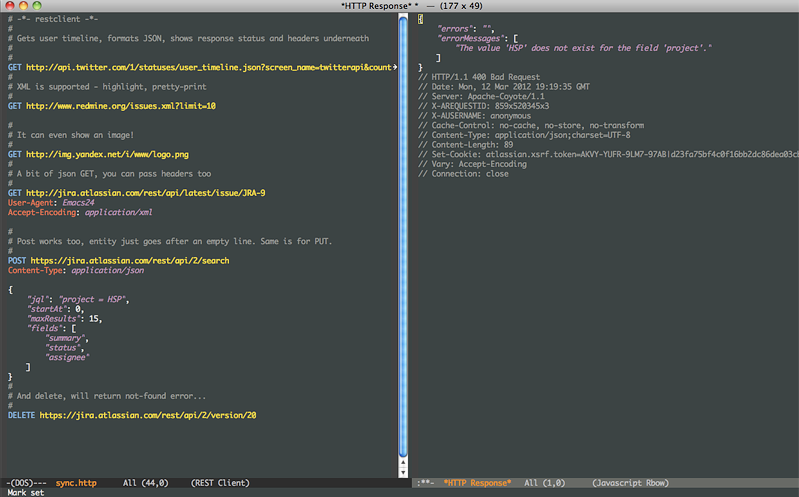 *HTTP Response* * — (177 x 49)
# -*- restclient -*-
#
# Gets user timeline, formats JSON, shows response status and headers underneath
#
#
GET http://api.twitter.com/1/statuses/user_timeline.json?screen_name=twitterapi&count
#
# XML is supported - highlight, pretty-print
#
GET http://www.redmine.org/issues.xml?limit=10
#
# It can even show an image!
#
GET http://img.yandex.net/i/www/logo.png
#
# A bit of json GET, you can pass headers too
#
GET http://jira.atlassian.com/rest/api/latest/issue/JRA-9
User-Agent: Emacs24
Accept-Encoding: application/xml
#
# Post works too, entity just goes after an empty line. Same is for PUT.
#
POST https://jira.atlassian.com/rest/api/2/search
Content-Type: application/json
{
"jql": "project = HSP",
"startAt": 0,
"maxResults": 15,
"fields": [
"summary",
"status",
"assignee"
]
}
#
# And delete, will return not-found error...
#
DELETE https://jira.atlassian.com/rest/api/2/version/20
-(DOS)--- sync.http All (44,0) (REST Client)
Mark set
{
"errors": "",
"errorMessages": [
"The value 'HSP' does not exist for the field 'project'."
]
}
// HTTP/1.1 400 Bad Request
// Date: Mon, 12 Mar 2012 19:19:35 GMT
// Server: Apache-Coyote/1.1
// X-AREQUESTID: 859x520345x3
// X-AUSERNAME: anonymous
// Cache-Control: no-cache, no-store, no-transform
// Content-Type: application/json;charset=UTF-8
// Content-Length: 89
// Set-Cookie: atlassian.xsrf.token=AKVY-YUFR-9LM7-97AB|d23fa75bf4c0f16bb2dc86dea03cb
// Vary: Accept-Encoding
// Connection: close
:**- *HTTP Response* All (1,0) (Javascript Rbow)